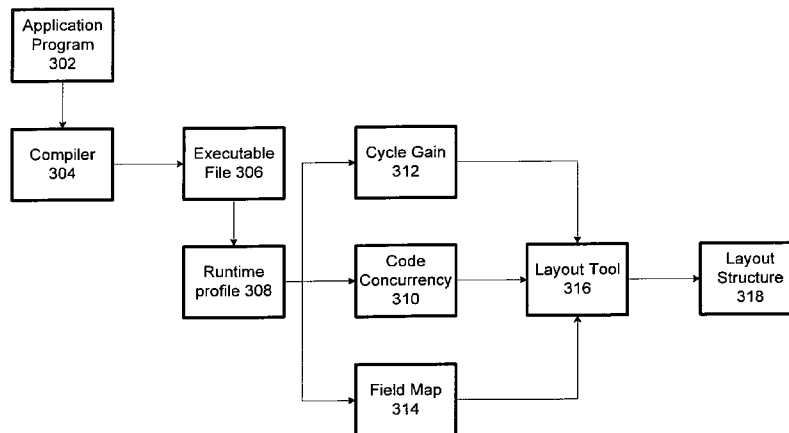 Application
Program
302
Compiler
304
Executable
File 306
Cycle Gain
312
Runtime
profile 308
Code
Concurrency
310
Layout Tool
316
Layout
Structure
318
Field Map
314